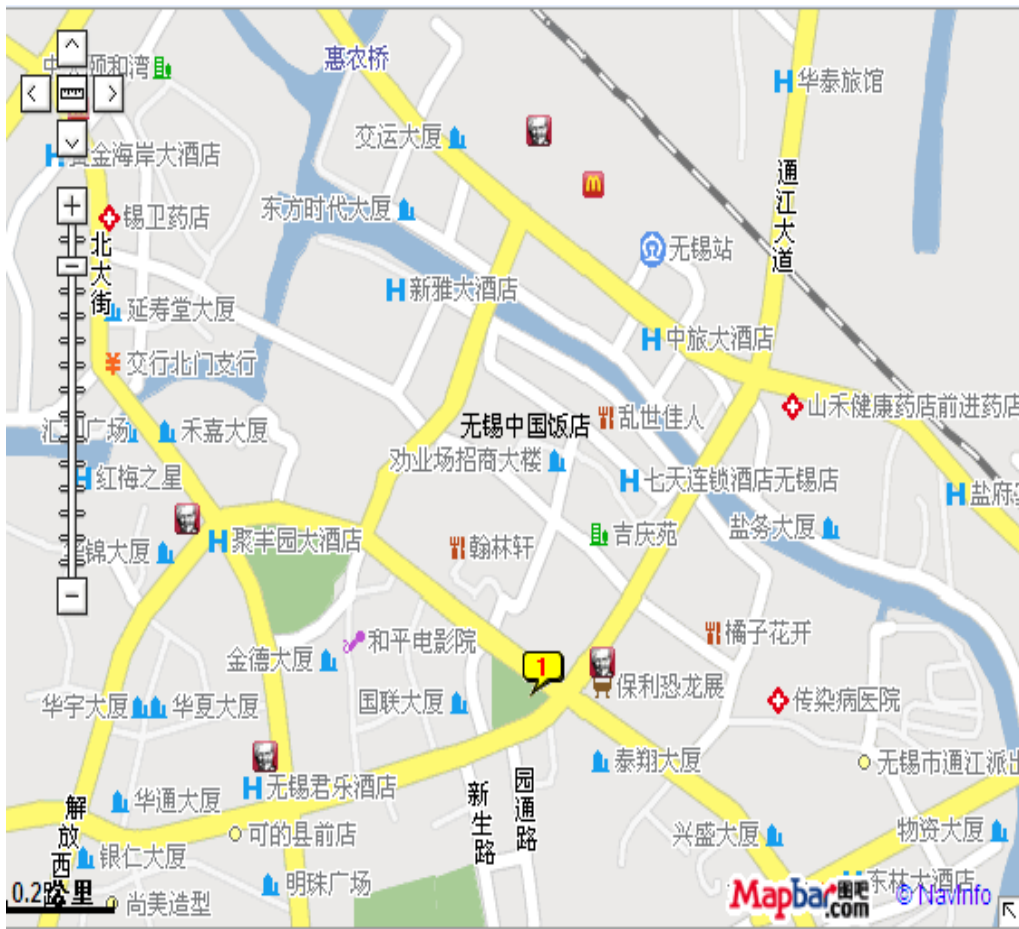 惠农桥
华泰旅馆
交运大厦
金海岸大酒店
通江大道
东方时代大厦
锡卫药店
北大街
无锡站
新雅大酒店
延寿堂大厦
中旅大酒店
交行北门支行
山禾健康药店前进药店
无锡中国饭店
乱世佳人
广场
禾嘉大厦
劝业场招商大楼
红梅之星
七天连锁酒店无锡店
盐府
聚丰园大酒店
吉庆苑
盐务大厦
锦大厦
翰林轩
和平电影院
橘子花开
金德大厦
1
保利恐龙展
国联大厦
传染病医院
华宇大厦
华夏大厦
泰翔大厦
无锡市通江派出
无锡君乐酒店
园通路
新生路
华通大厦
解放西路
可的县前店
兴盛大厦
物资大厦
银仁大厦
明珠广场
东林大酒店
0.2
里
尚美造型
Mapbar图吧.com
© NavInfo